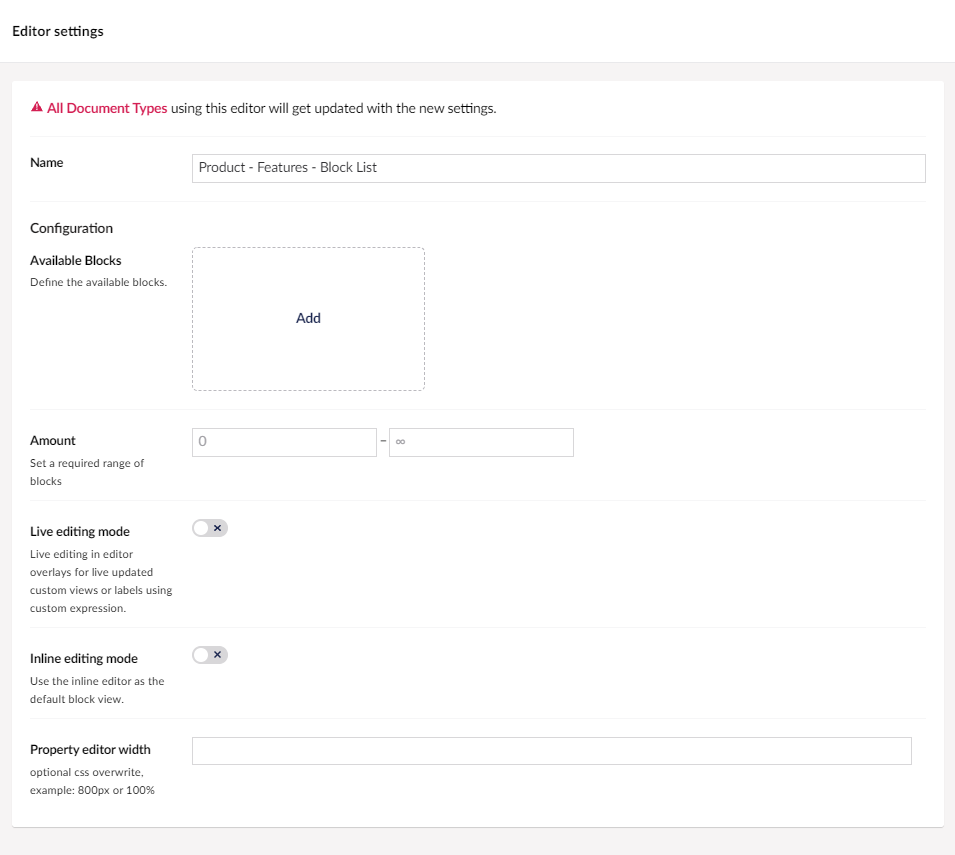 Editor settings
All Document Types using this editor will get updated with the new settings.
Name
Product - Features - Block List
Configuration
Available Blocks
Define the available blocks.
Add
Amount
Set a required range of
blocks
0 – ∞
Live editing mode
Live editing in editor
overlays for live updated
custom views or labels using
custom expression.
Inline editing mode
Use the inline editor as the
default block view.
Property editor width
optional css overwrite,
example: 800px or 100%